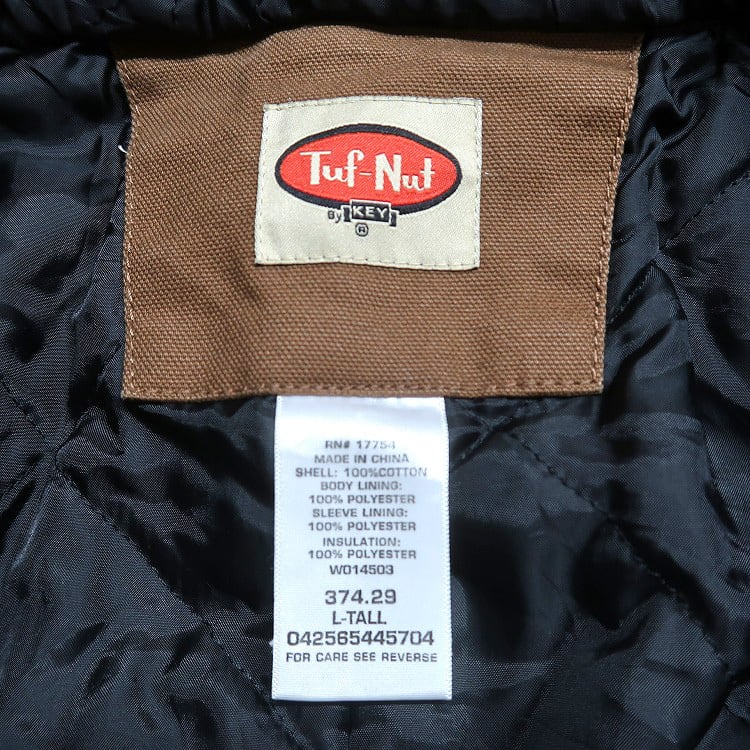 Tuf-Nut
By KEY
®
RN# 17754
MADE IN CHINA
SHELL: 100%COTTON
BODY LINING:
100% POLYESTER
SLEEVE LINING:
100% POLYESTER
INSULATION:
100% POLYESTER
W014503
374.29
L-TALL
042565445704
FOR CARE SEE REVERSE